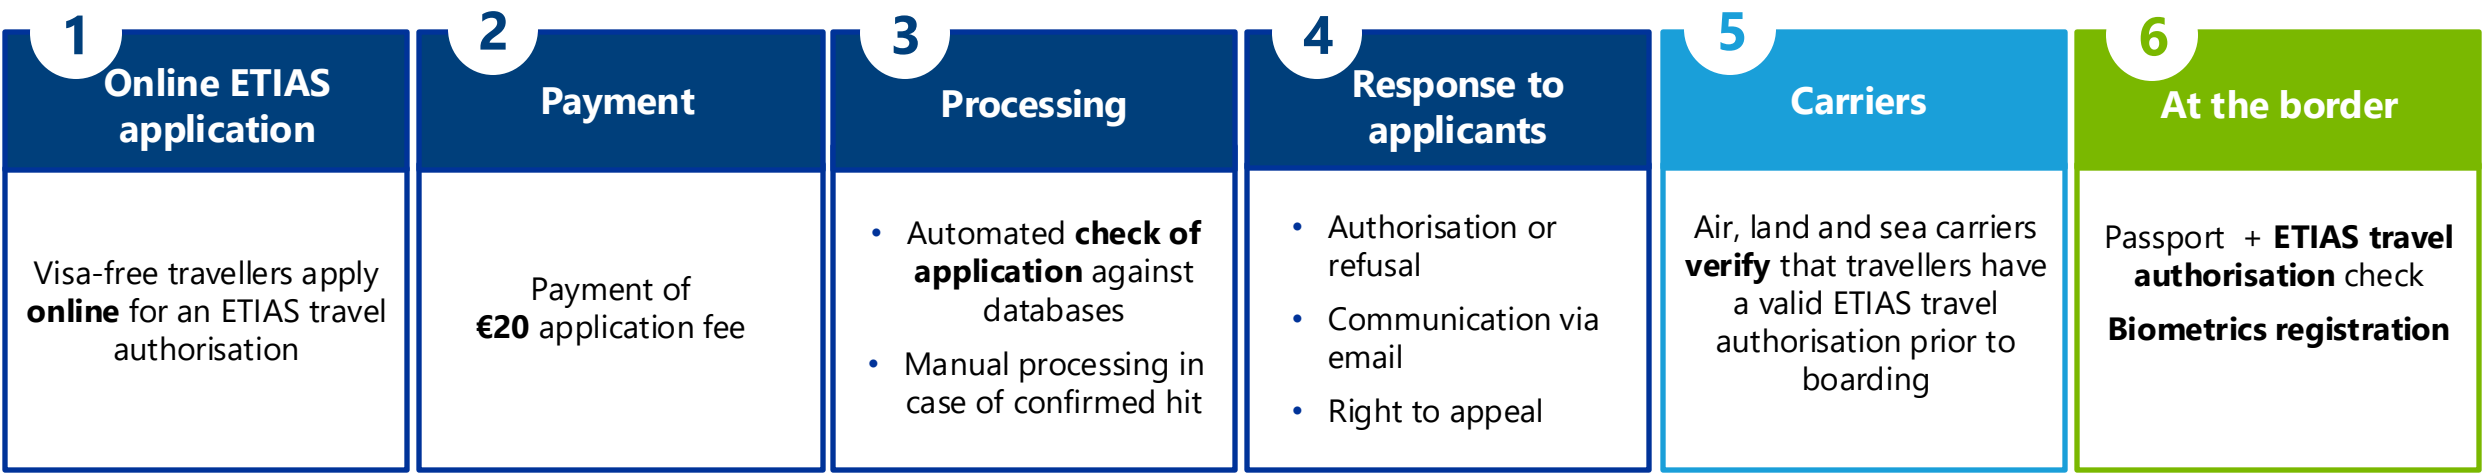 1
Online ETIAS
application
Visa-free travellers apply
online for an ETIAS travel
authorisation
2
Payment
Payment of
€20 application fee
3
Processing
• Automated check of
application against
databases
• Manual processing in
case of confirmed hit
4
Response to
applicants
• Authorisation or
refusal
• Communication via
email
• Right to appeal
5
Carriers
Air, land and sea carriers
verify that travellers have
a valid ETIAS travel
authorisation prior to
boarding
6
At the border
Passport + ETIAS travel
authorisation check
Biometrics registration